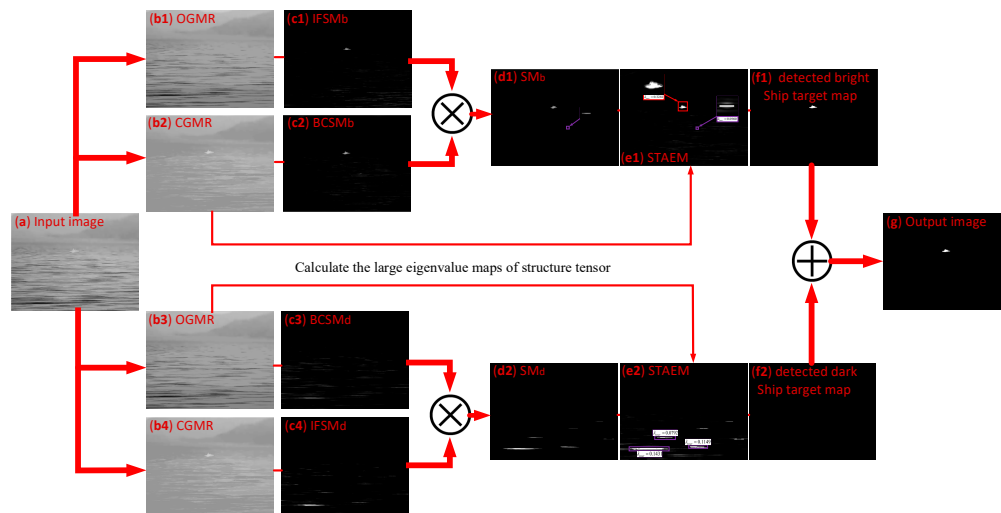 (b1) OGMR
(c1) IFSMb
(b2) CGMR
(c2) BCSMb
(d1) SMb
(e1) STAEM
(f1) detected bright
Ship target map
(a) Input image
(g) Output image
Calculate the large eigenvalue maps of structure tensor
(b3) OGMR
(c3) BCSMd
(b4) CGMR
(c4) IFSMd
(d2) SMd
(e2) STAEM
(f2) detected dark
Ship target map